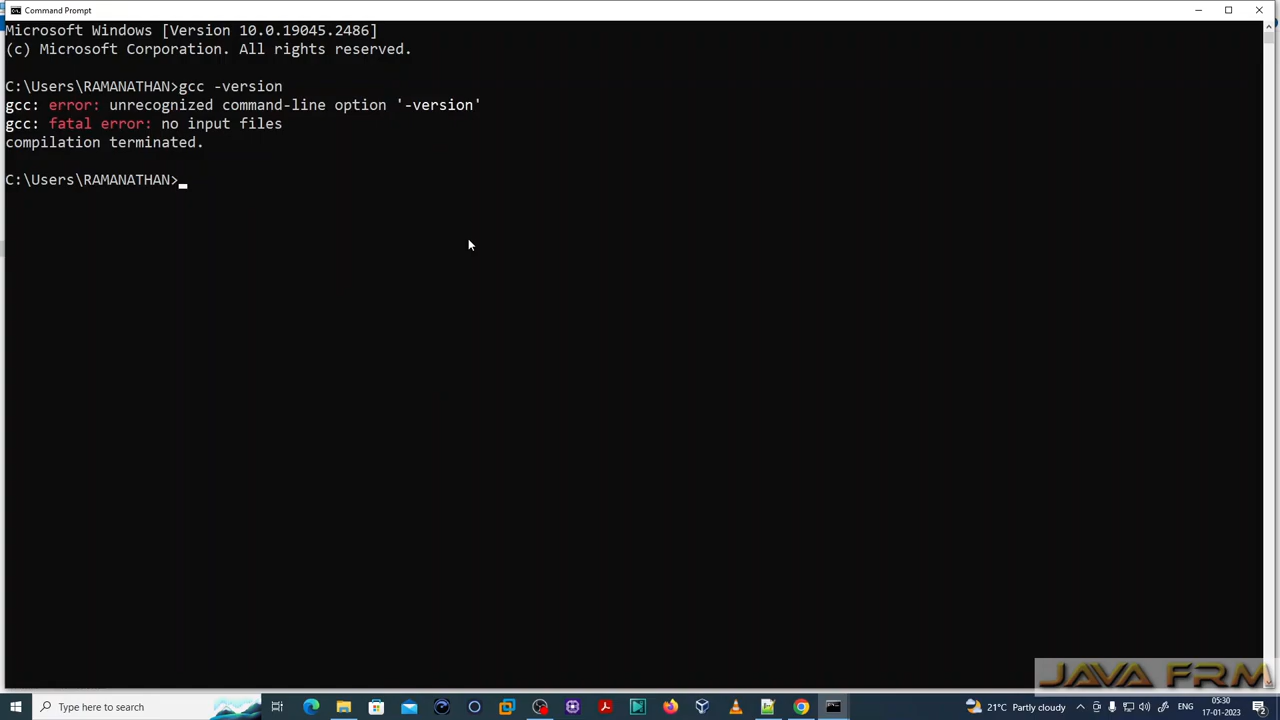 Command Prompt
Microsoft Windows [Version 10.0.19045.2486]
(c) Microsoft Corporation. All rights reserved.
C:\Users\RAMANATHAN>gcc -version
gcc: error: unrecognized command-line option '-version'
gcc: fatal error: no input files
compilation terminated.
C:\Users\RAMANATHAN>
JAVA FRM
Type here to search
21°C Partly cloudy
ENG
05:30
17-01-2023
2